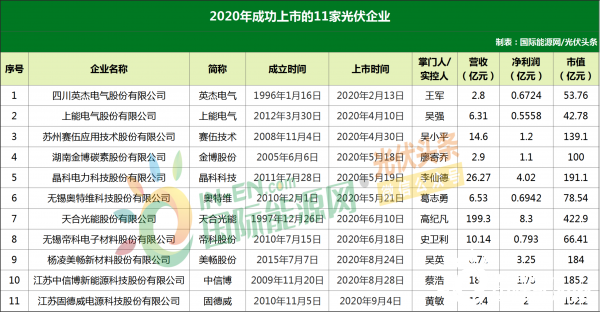 2020年成功上市的11家光伏企业
制表：国际能源网/光伏头条
序号 企业名称 简称 成立时间 上市时间 掌门人/实控人 营收(亿元) 净利润(亿元) 市值(亿元)
1 四川英杰电气股份有限公司 英杰电气 1996年1月16日 2020年2月13日 王军 2.8 0.6724 53.76
2 上能电气股份有限公司 上能电气 2012年3月30日 2020年4月10日 吴强 6.31 0.5558 42.78
3 苏州赛伍应用技术股份有限公司 赛伍技术 2008年11月4日 2020年4月30日 吴小平 14.6 1.2 139.1
4 湖南金博碳素股份有限公司 金博股份 2005年6月6日 2020年5月18日 廖寄乔 2.9 1.1 100
5 晶科电力科技股份有限公司 晶科科技 2011年7月28日 2020年5月19日 李仙德 26.27 4.02 191.1
6 无锡奥特维科技股份有限公司 奥特维 2010年2月1日 2020年5月21日 葛志勇 6.53 0.6942 78.54
7 天合光能股份有限公司 天合光能 1997年12月26日 2020年6月10日 高纪凡 199.3 8.3 422.9
8 无锡帝科电子材料股份有限公司 帝科股份 2010年7月15日 2020年6月18日 史卫利 10.14 0.793 66.41
9 杨凌美畅新材料股份有限公司 美畅股份 2015年7月7日 2020年8月24日 吴英 3.25 184
10 江苏中信博新能源科技股份有限公司 中信博 2009年11月20日 2020年8月28日 蔡浩 185.2
11 江苏固德威电源科技股份有限公司 固德威 2010年11月5日 2020年9月4日 黄敏
IN-EN.com
国际能源网
光伏头条